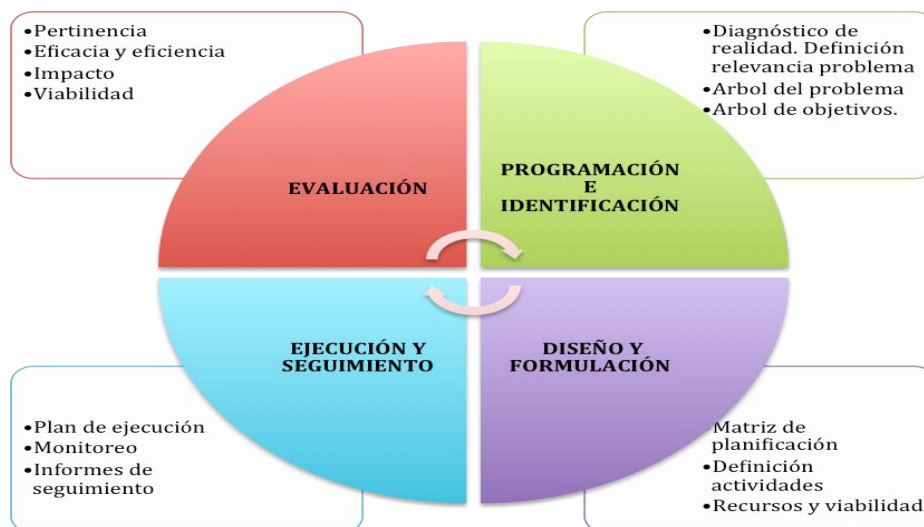 •Pertinencia
•Eficacia y eficiencia
•Impacto
•Viabilidad
•Diagnóstico de
realidad. Definición
relevancia problema
•Arbol del problema
•Arbol de objetivos.
EVALUACIÓN
PROGRAMACIÓN
E
IDENTIFICACIÓN
EJECUCIÓN Y
SEGUIMIENTO
DISEÑO Y
FORMULACIÓN
•Plan de ejecución
•Monitoreo
•Informes de
seguimiento
•Matriz de
planificación
•Definición
actividades
•Recursos y viabilidad